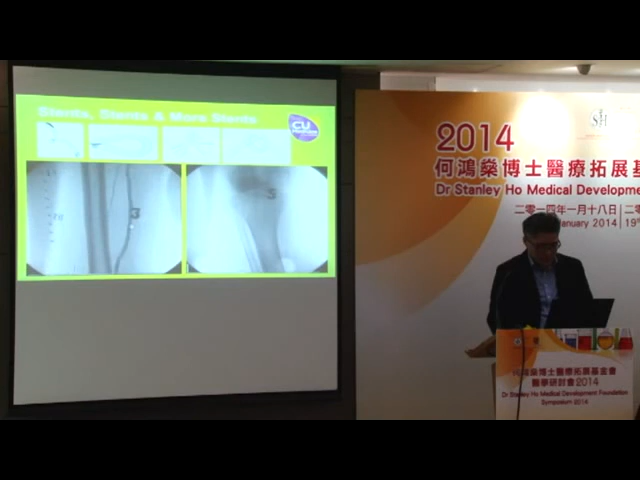 Stents, Stents & More Stents
CU
2014
何鴻燊博士醫療拓展基
Dr Stanley Ho Medical Developme
二零一四年一月十八日
January 2014
何鴻燊博士醫療拓展基金會
醫學研討會2014
Dr Stanley Ho Medical Development Foundation
Symposium 2014